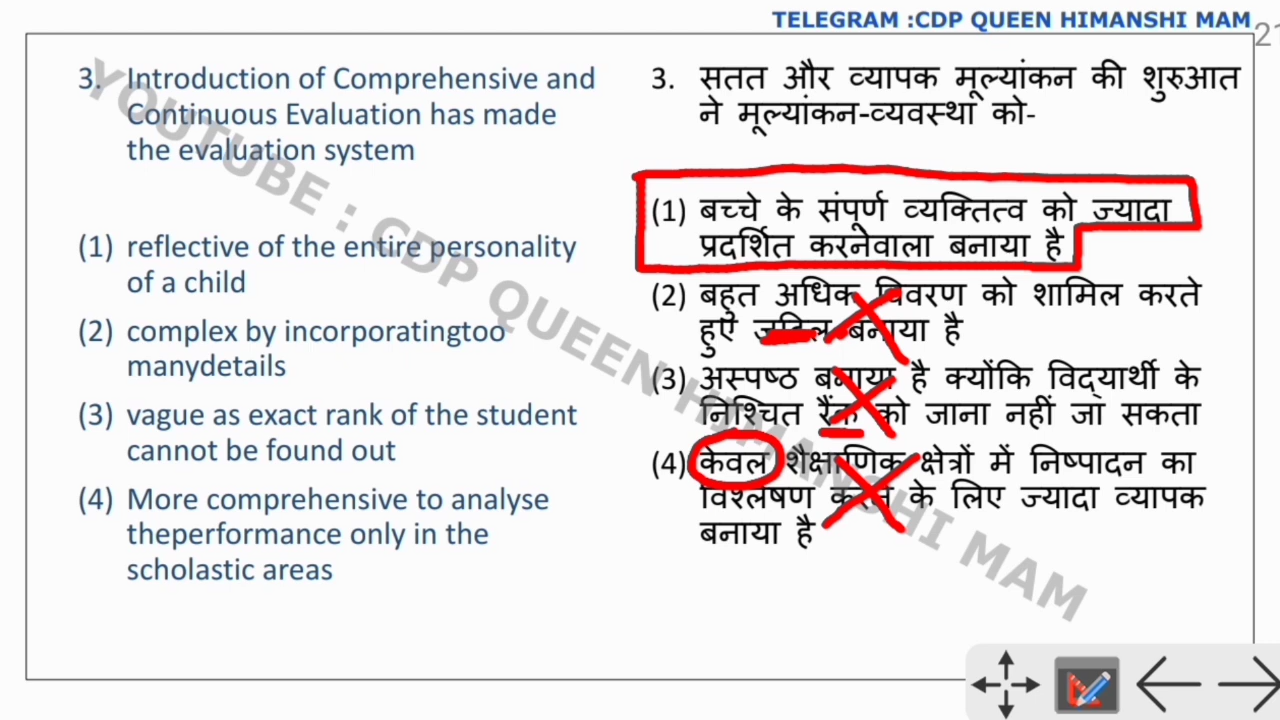 TELEGRAM :CDP QUEEN HIMANSHI MAM
21
3. Introduction of Comprehensive and
Continuous Evaluation has made
the evaluation system
(1) reflective of the entire personality
of a child
(2) complex by incorporatingtoo
manydetails
(3) vague as exact rank of the student
cannot be found out
(4) More comprehensive to analyse
theperformance only in the
scholastic areas
3. सतत और व्यापक मूल्यांकन की शुरुआत
ने मूल्यांकन-व्यवस्था को-
(1) बच्चे के संपूर्ण व्यक्तित्व को ज्यादा
प्रदर्शित करनेवाला बनाया है
(2) बहुत अधिक विवरण को शामिल करते
हुए जटिल बनाया है
(3) अस्पष्ठ बनाया है क्योंकि विद्यार्थी के
निश्चित रैंक को जाना नहीं जा सकता
(4) केवल शैक्षाणिक क्षेत्रों में निष्पादन का
विश्लेषण करने के लिए ज्यादा व्यापक
बनाया है
YOUTUBE : CDP QUEEN HIMANSHI MAM